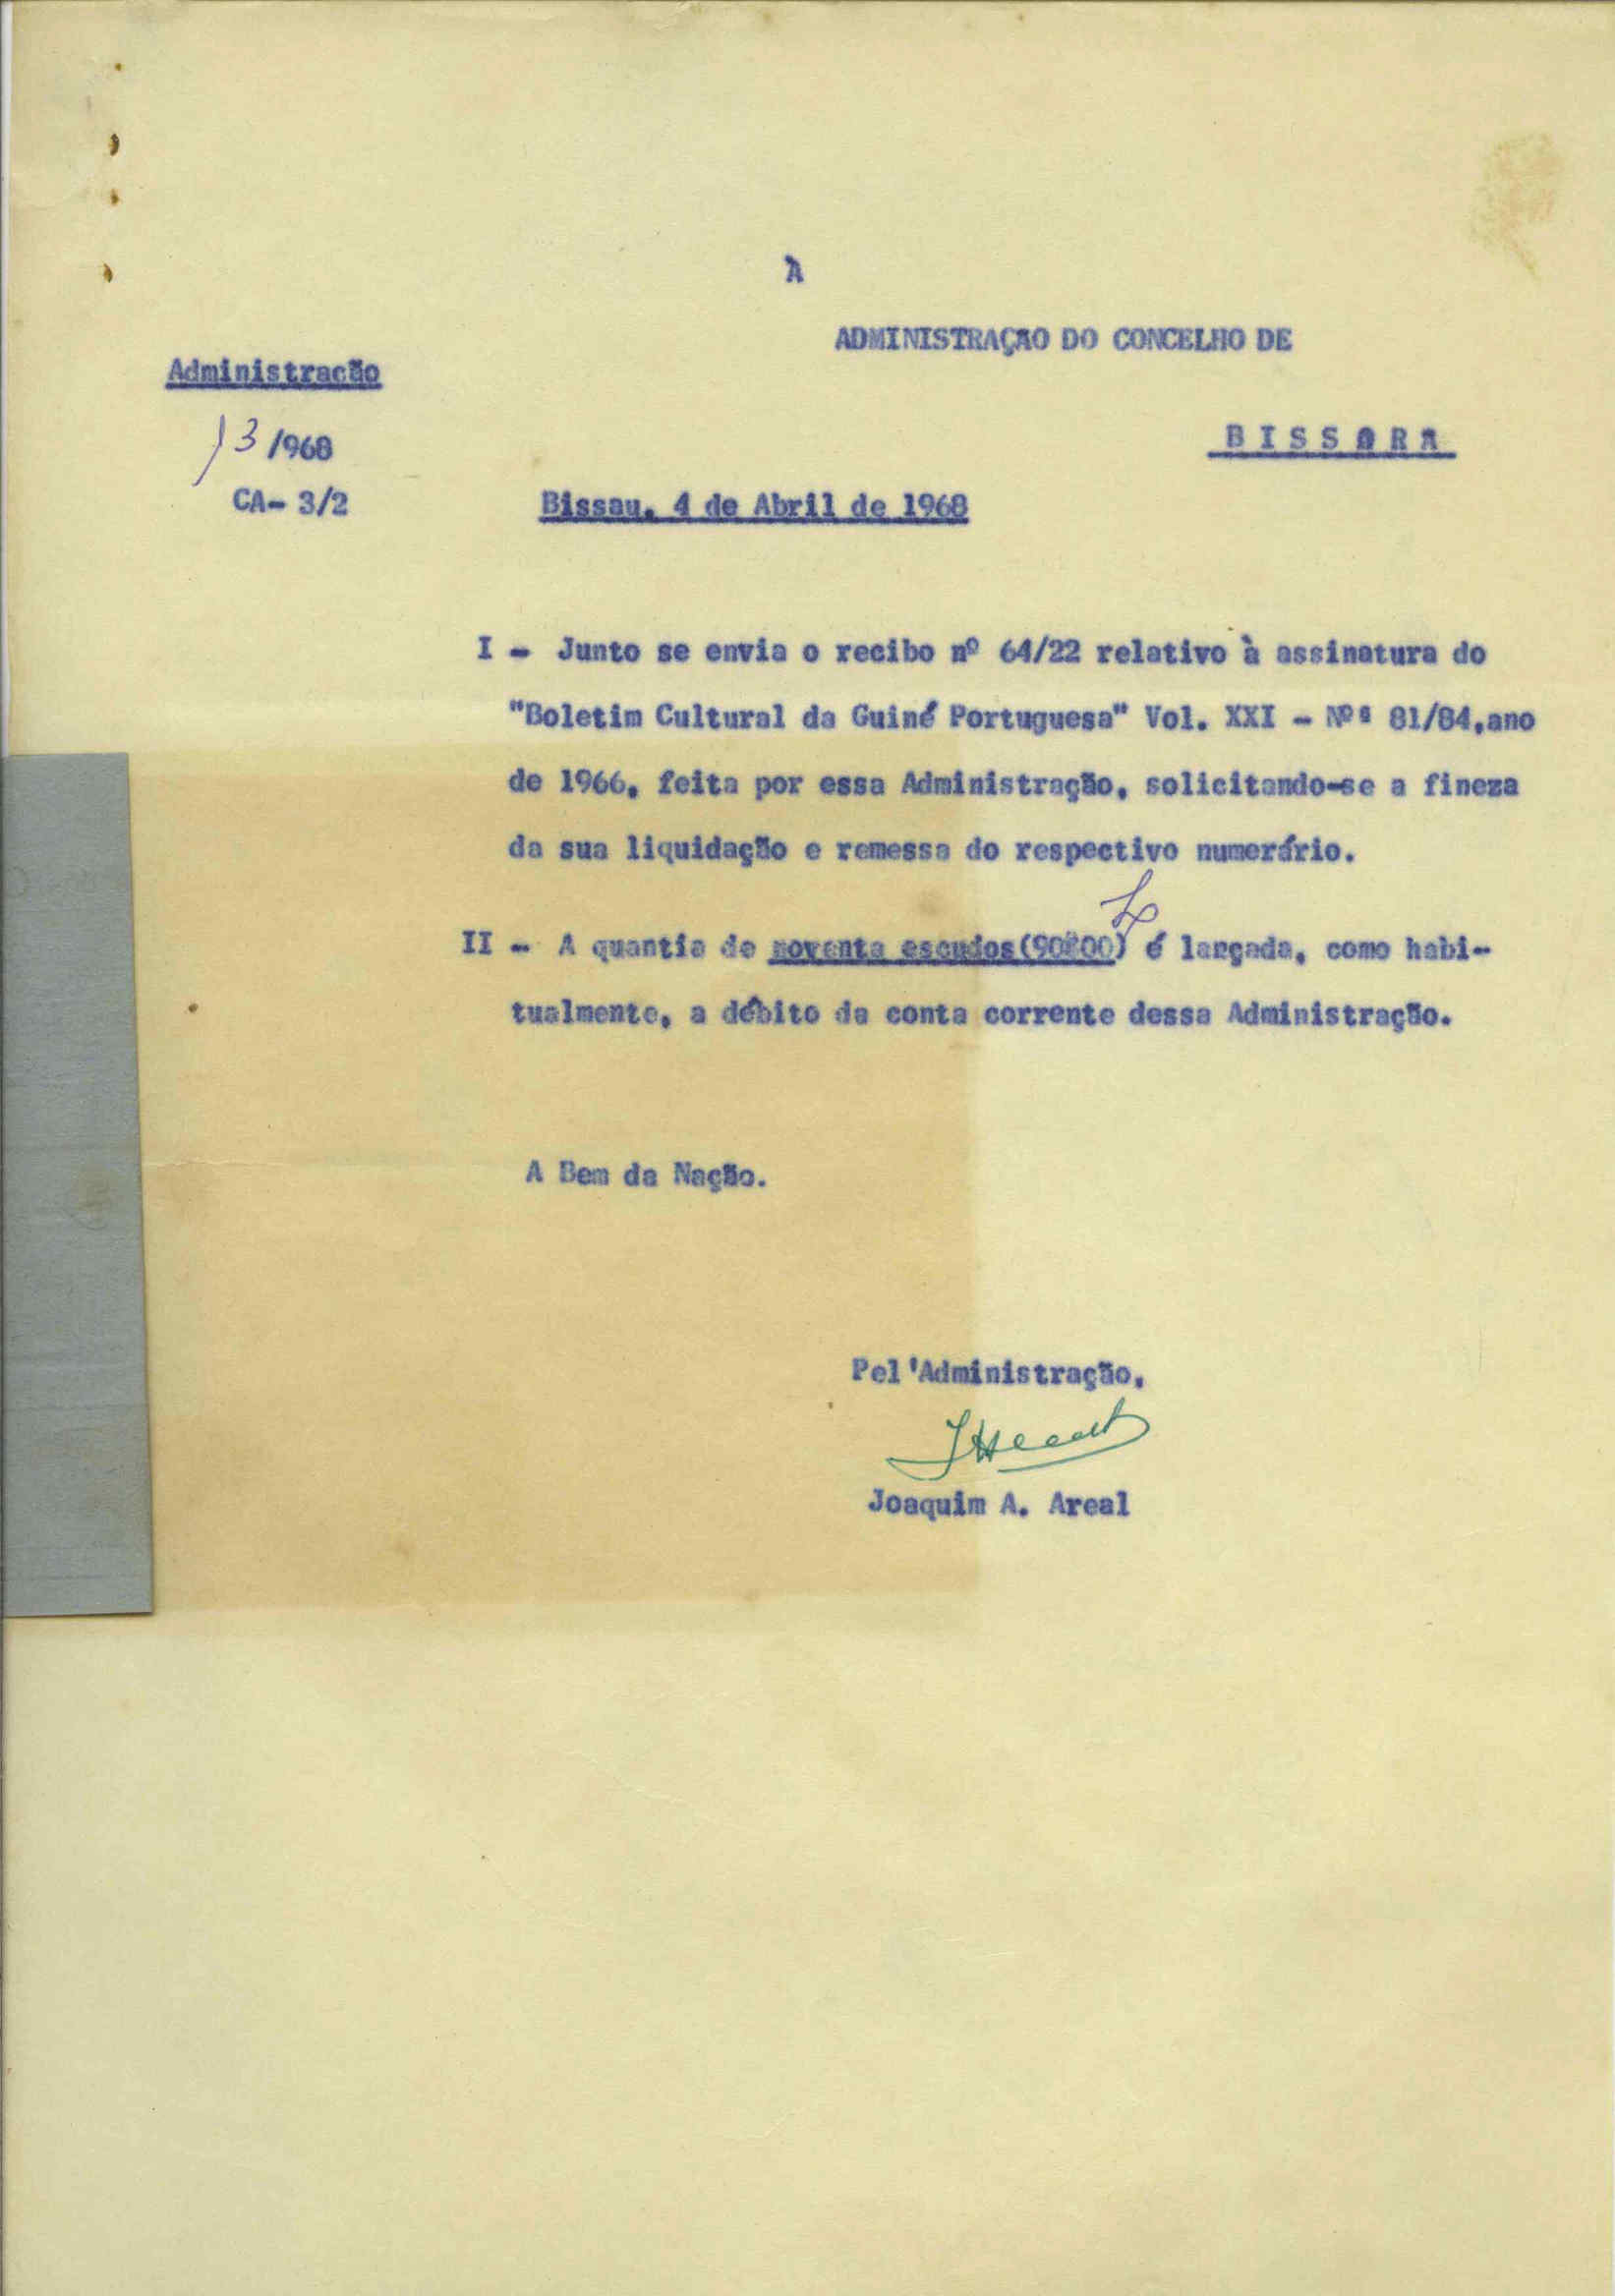 À
ADMINISTRAÇÃO DO CONCELHO DE
Administração
13/968
BISSORÃ
CA- 3/2
Bissau, 4 de Abril de 1968
I - Junto se envia o recibo nº 64/22 relativo à assinatura do
"Boletim Cultural da Guiné Portuguesa" Vol. XXI - Nºs 81/84,ano
de 1966, feita por essa Administração, solicitando-se a fineza
da sua liquidação e remessa do respectivo numerário.
II - A quantia de noventa escudos(90$00) é lançada, como habi-
tualmente, a débito da conta corrente dessa Administração.
A Bem da Nação.
Pel'Administração,
Joaquim A. Areal